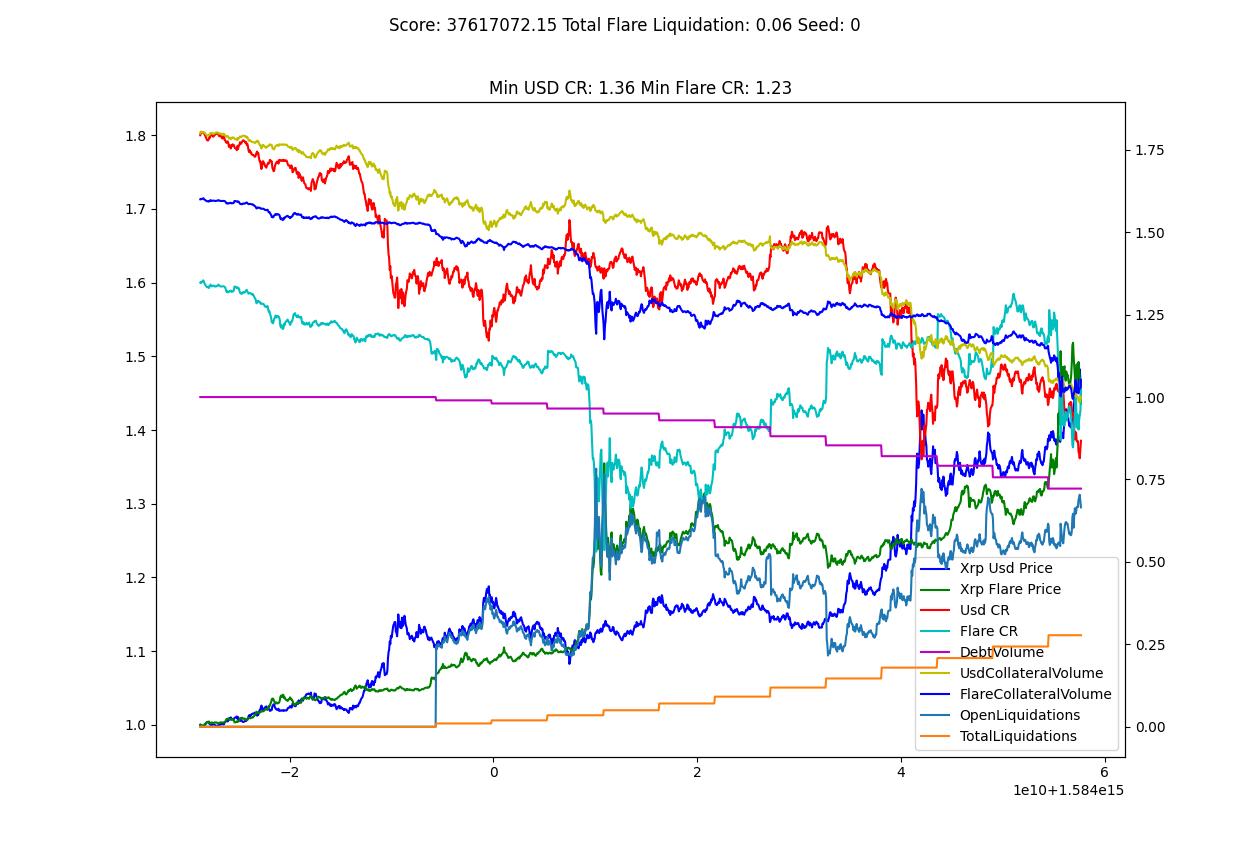 Score: 37617072.15 Total Flare Liquidation: 0.06 Seed: 0
Min USD CR: 1.36 Min Flare CR: 1.23
1.8
1.7
1.6
1.5
1.4
1.3
1.2
1.1
1.0
1.75
1.50
1.25
1.00
0.75
0.50
0.25
0.00
Xrp Usd Price
Xrp Flare Price
Usd CR
Flare CR
DebtVolume
UsdCollateralVolume
FlareCollateralVolume
OpenLiquidations
TotalLiquidations
−2 0 2 4 6
1e10+1.584e15